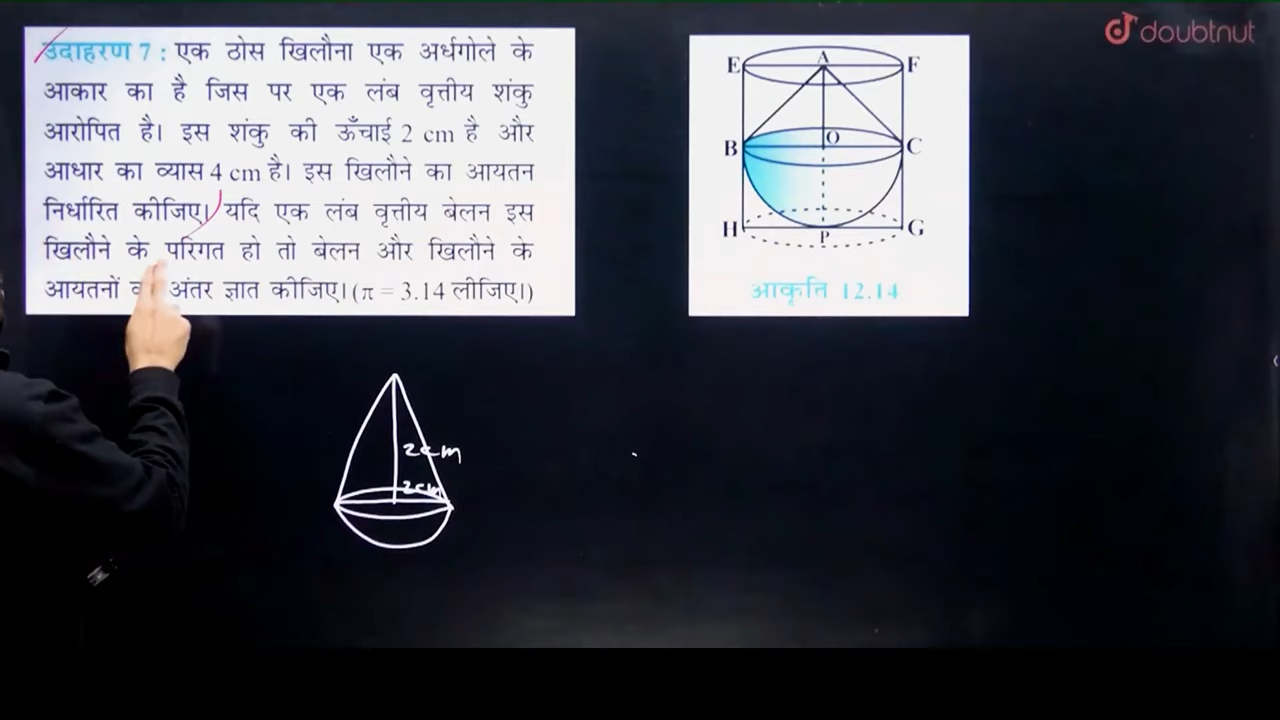 उदाहरण 7 : एक ठोस खिलौना एक अर्धगोले के
आकार का है जिस पर एक लंब वृत्तीय शंकु
आरोपित है। इस शंकु की ऊँचाई 2 cm है और
आधार का व्यास 4 cm है। इस खिलौने का आयतन
निर्धारित कीजिए। यदि एक लंब वृत्तीय बेलन इस
खिलौने के परिगत हो तो बेलन और खिलौने के
आयतनों अंतर ज्ञात कीजिए। (π = 3.14 लीजिए।)
doubtnut
E A F
B O C
H P G
आकृति 12.14
2cm
2cm